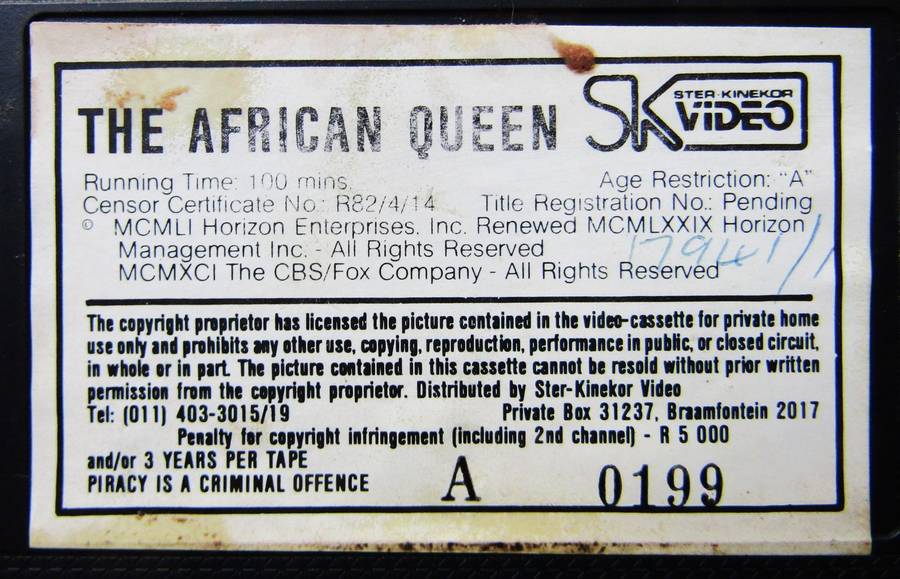 THE AFRICAN QUEEN
SK STER·KINEKOR VIDEO
Running Time: 100 mins. Age Restriction: "A"
Censor Certificate No.: R82/4/14 Title Registration No.: Pending
© MCMLI Horizon Enterprises, Inc. Renewed MCMLXXIX Horizon
Management Inc. - All Rights Reserved
MCMXCI The CBS/Fox Company - All Rights Reserved
The copyright proprietor has licensed the picture contained in the video-cassette for private home
use only and prohibits any other use, copying, reproduction, performance in public, or closed circuit,
in whole or in part. The picture contained in this cassette cannot be resold without prior written
permission from the copyright proprietor. Distributed by Ster-Kinekor Video
Tel: (011) 403-3015/19 Private Box 31237, Braamfontein 2017
Penalty for copyright infringement (including 2nd channel) - R 5 000
and/or 3 YEARS PER TAPE
PIRACY IS A CRIMINAL OFFENCE
A 0199